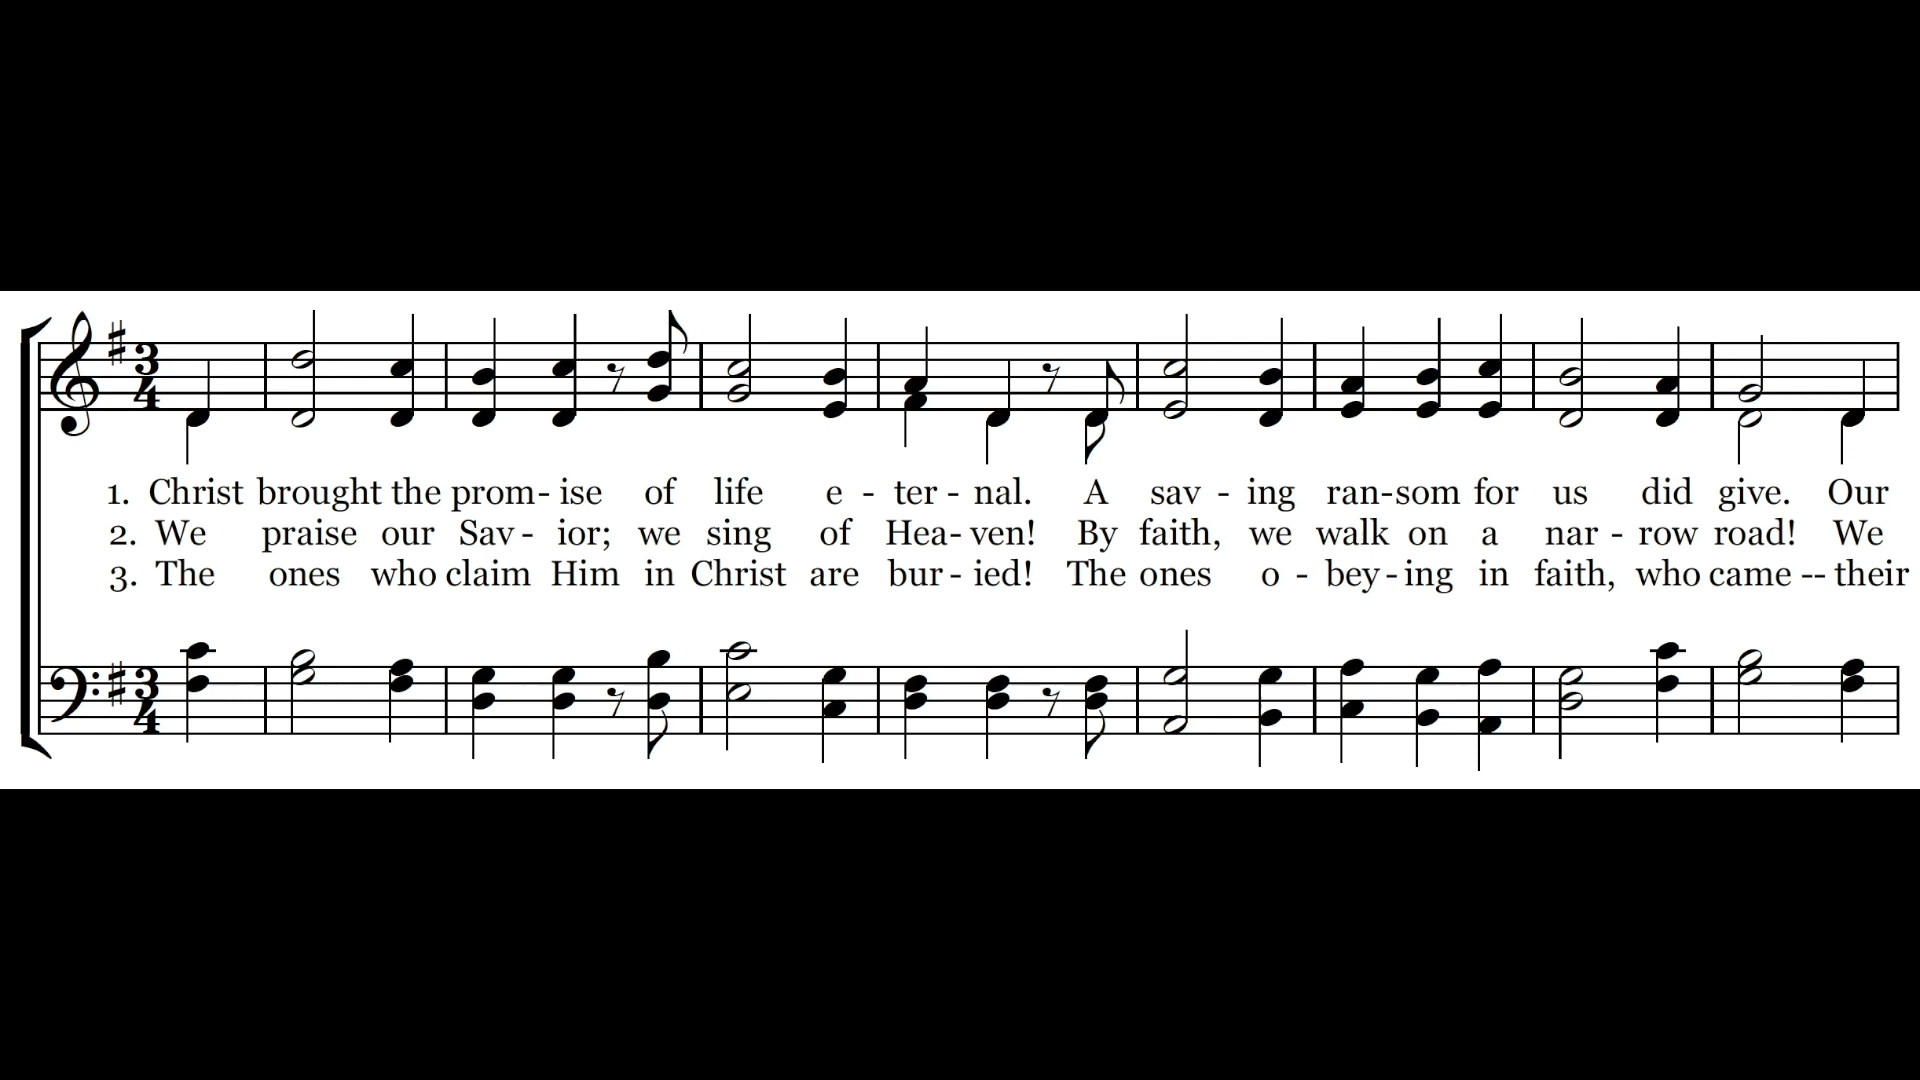 1. Christ brought the prom- ise of life e - ter - nal. A sav - ing ran-som for us did give. Our
2. We praise our Sav - ior; we sing of Hea- ven! By faith, we walk on a nar - row road! We
3. The ones who claim Him in Christ are bur - ied! The ones o - bey - ing in faith, who came -- their